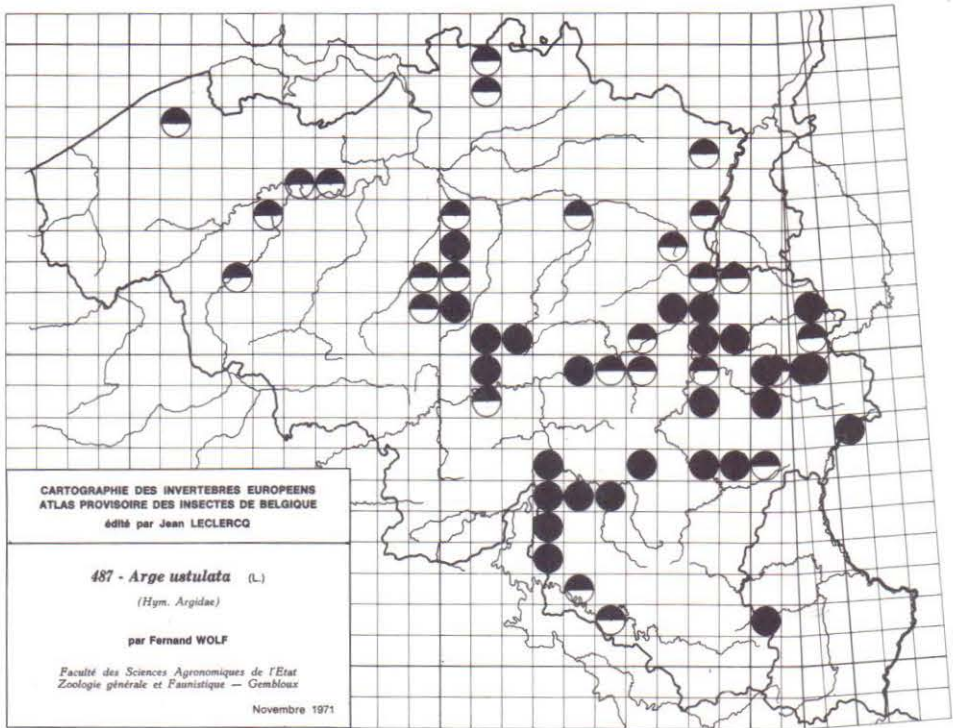 CARTOGRAPHIE DES INVERTEBRES EUROPEENS
ATLAS PROVISOIRE DES INSECTES DE BELGIQUE
édité par Jean LECLERCQ
487 - Arge ustulata (L.)
(Hym. Argidae)
par Fernand WOLF
Faculté des Sciences Agronomiques de l'Etat
Zoologie générale et Faunistique — Gembloux
Novembre 1971